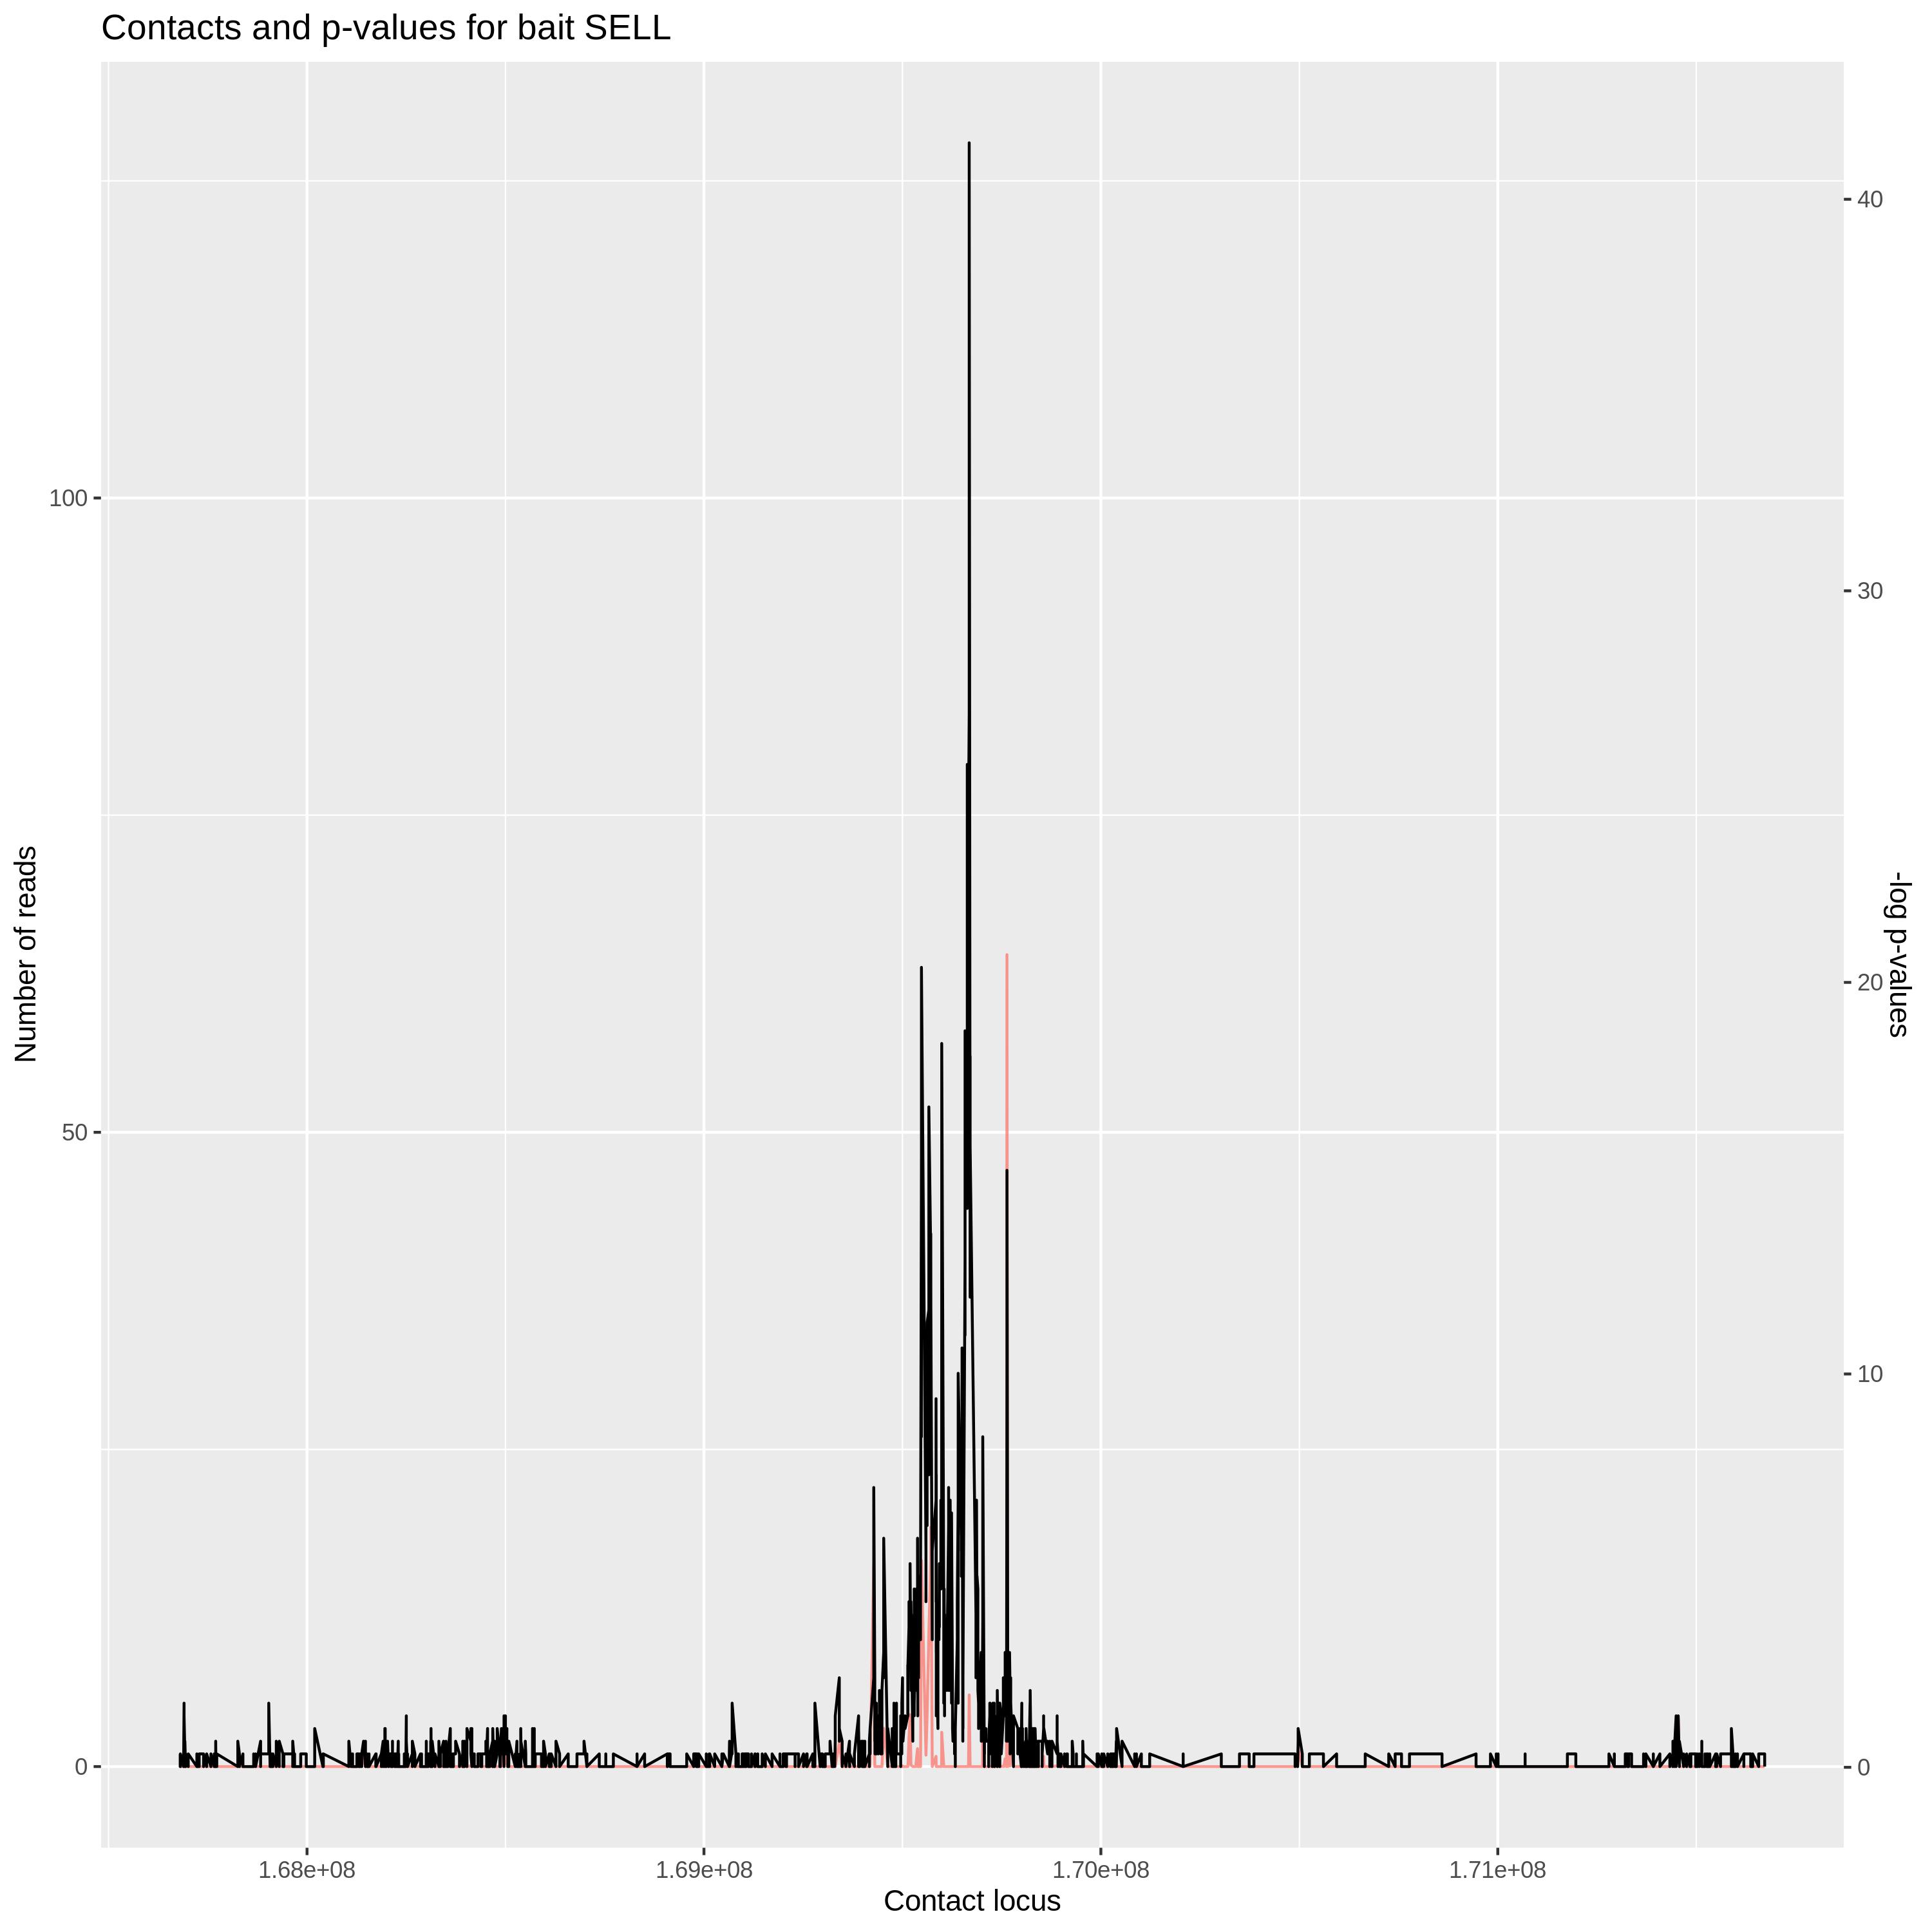 Contacts and p-values for bait SELL
Number of reads
100
50
0
40
30
20
10
0
-log p-values
1.68e+08
1.69e+08
1.70e+08
1.71e+08
Contact locus